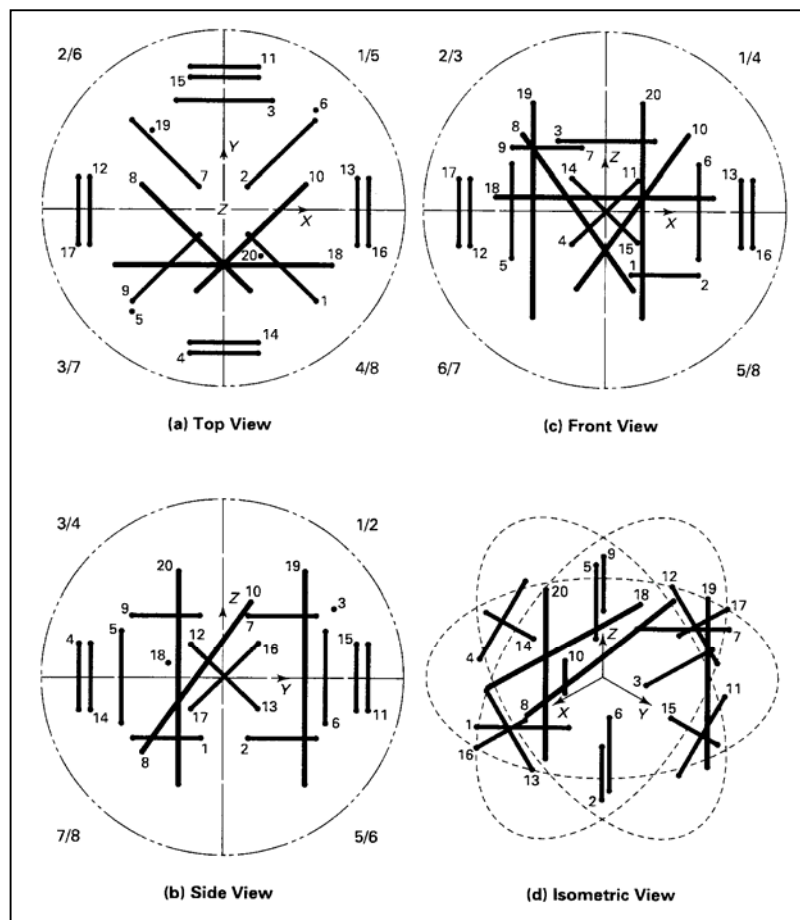 2/6 1/5
11
15
3
6
19
Y
7 2
12 13
8 10
Z X
17 16
20 18
9
5 1
14
4
3/7 4/8
(a) Top View
2/3 1/4
19 20
8 3 10
9 7
Z
14 11 6
17 13
18
X
4 15
12 16
5 1 2
6/7 5/8
(c) Front View
3/4 1/2
20 19
10
9 Z 3
7
5
4 12 16 15
18
Y
17 13
14 11
6
1 2
8
7/8 5/6
(b) Side View
9
5
20 12
18 19
17
Z 7
14
4 10 3
X Y 11
8 6 15
1
16
13
2
(d) Isometric View